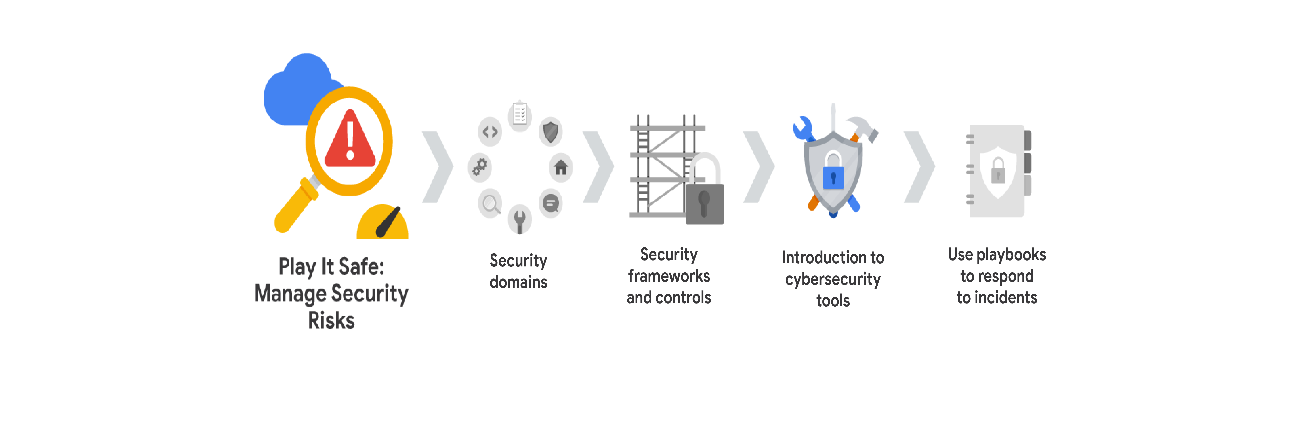 Play It Safe:
Manage Security
Risks
Security
domains
Security
frameworks
and controls
Introduction to
cybersecurity
tools
Use playbooks
to respond
to incidents